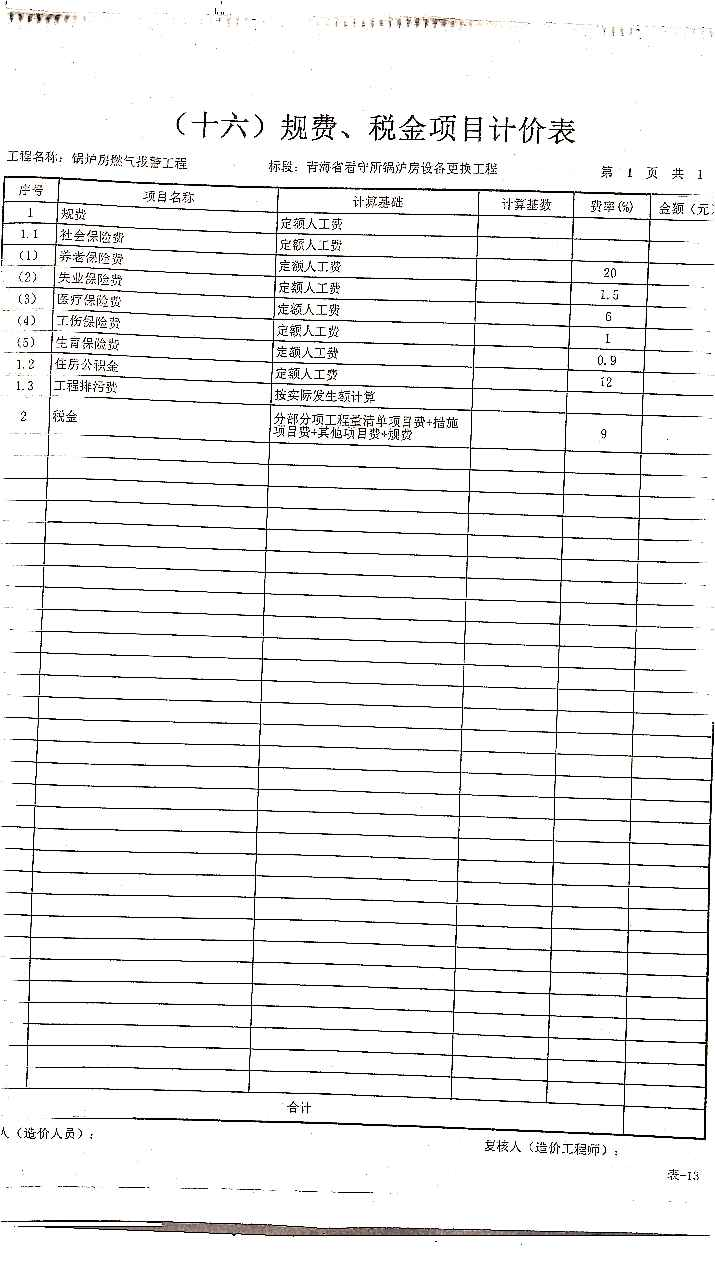 （十六）规费、税金项目计价表
工程名称：锅炉房燃气报警工程 标段：青海省看守所锅炉房设备更换工程 第 1 页 共 1
序号 项目名称 计算基础 计算基数 费率(%) 金额（元）
1 规费 定额人工费
1.1 社会保险费 定额人工费
(1) 养老保险费 定额人工费 20
(2) 失业保险费 定额人工费 1.5
(3) 医疗保险费 定额人工费 6
(4) 工伤保险费 定额人工费 1
(5) 生育保险费 定额人工费 0.9
1.2 住房公积金 定额人工费 12
1.3 工程排污费 按实际发生额计算
2 税金 分部分项工程量清单项目费+措施
项目费+其他项目费+规费 9
合计
人（造价人员）：
复核人（造价工程师）：
表-13